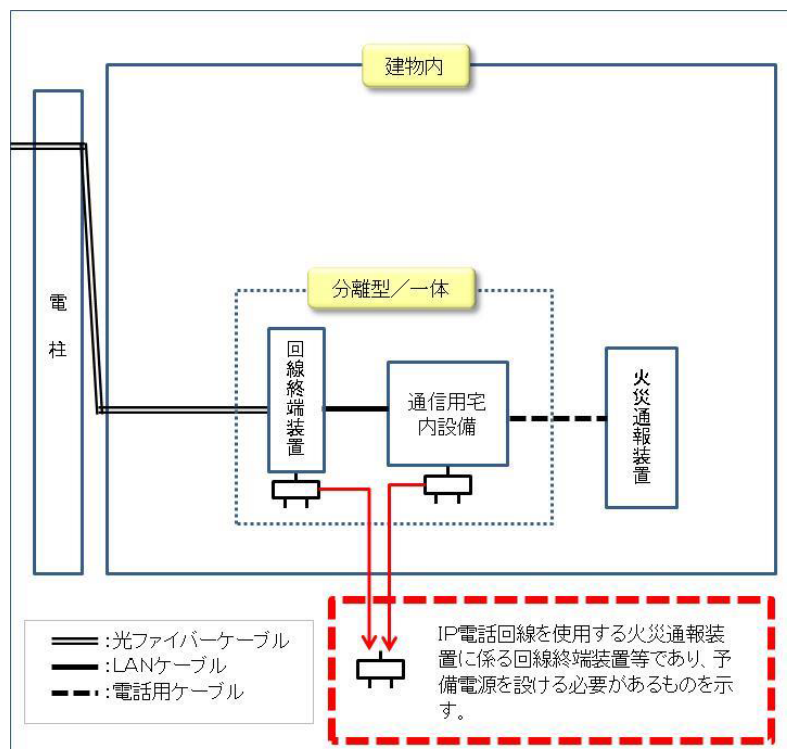 建物内
電
柱
分離型／一体
回線終端装置
通信用宅
内設備
火災通報装置
:光ファイバーケーブル
:LANケーブル
:電話用ケーブル
IP電話回線を使用する火災通報装
置に係る回線終端装置等であり、予
備電源を設ける必要があるものを示
す。